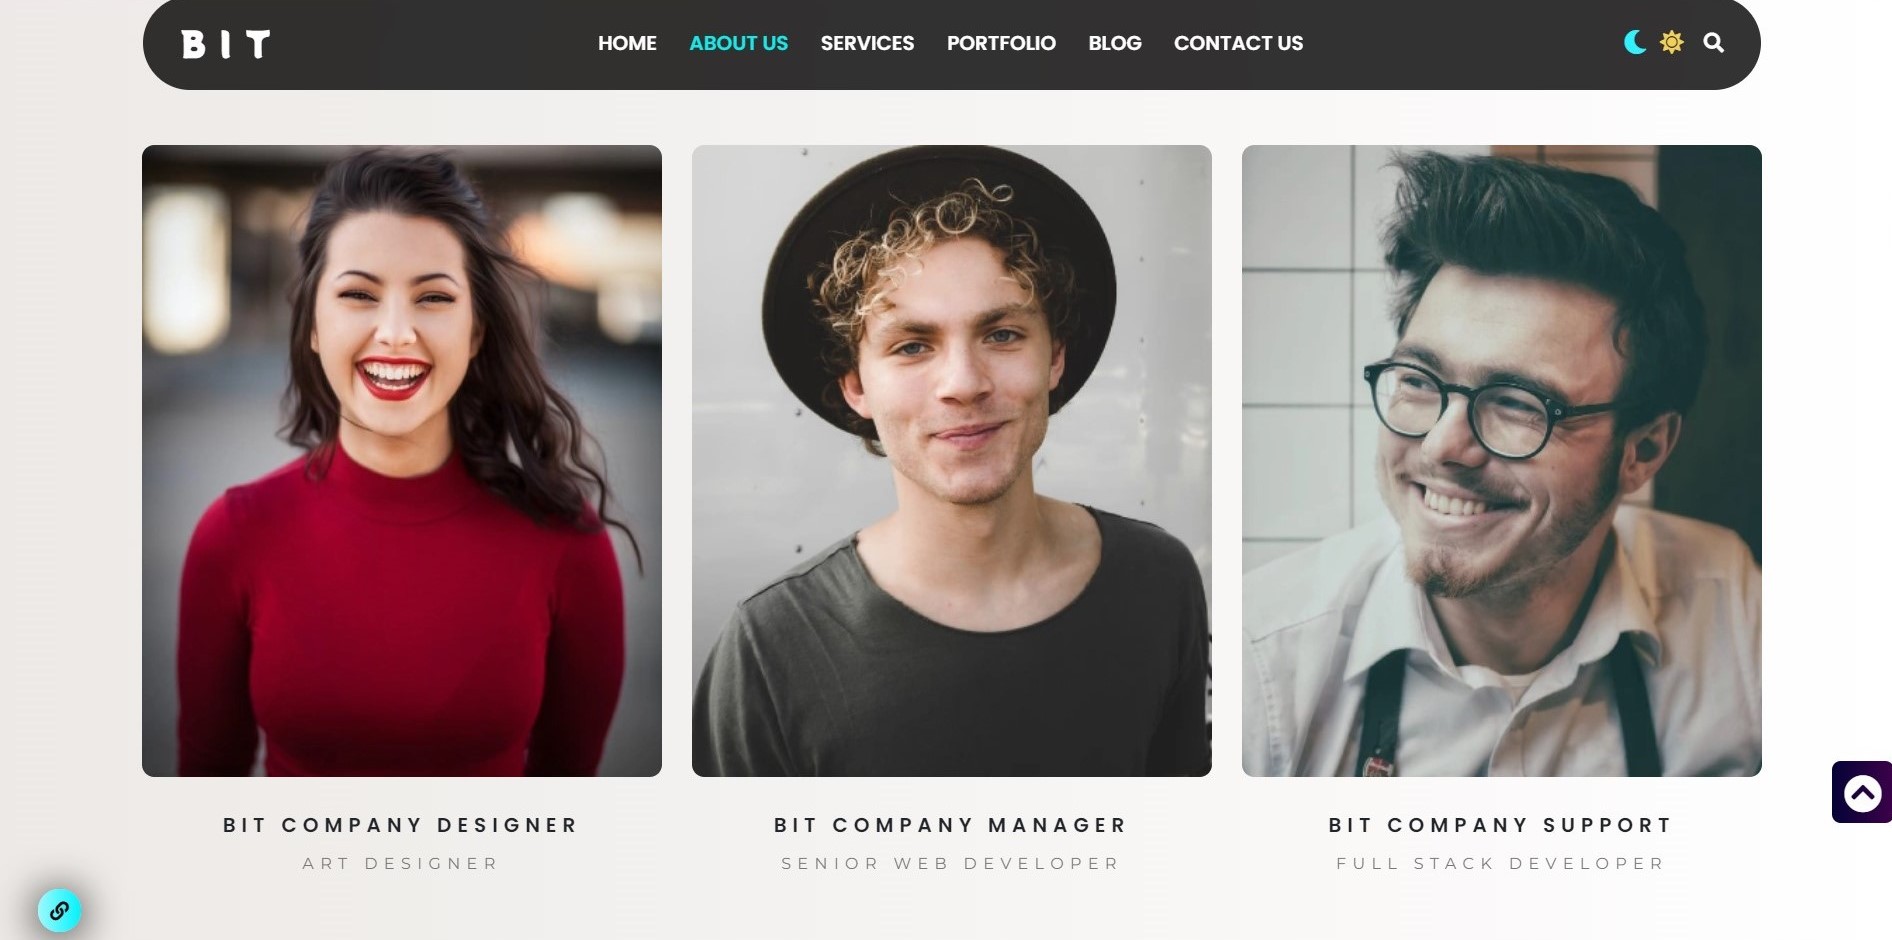 BIT
HOME ABOUT US SERVICES PORTFOLIO BLOG CONTACT US
BIT COMPANY DESIGNER
ART DESIGNER
BIT COMPANY MANAGER
SENIOR WEB DEVELOPER
BIT COMPANY SUPPORT
FULL STACK DEVELOPER